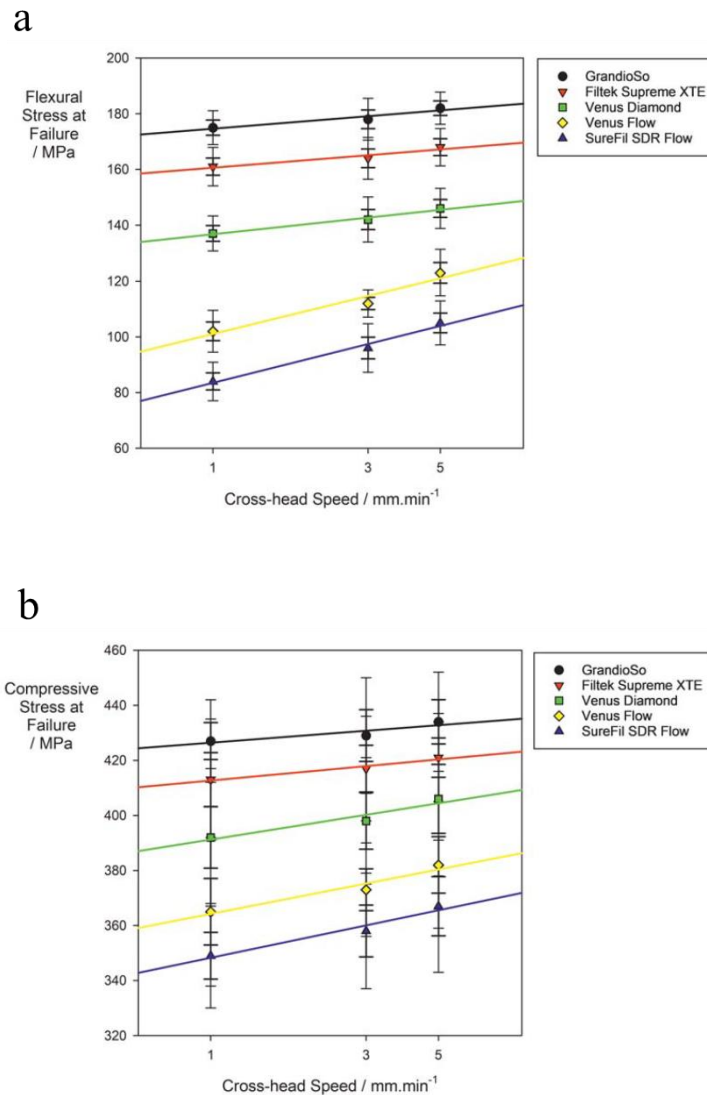 a
Flexural
Stress at
Failure
/ MPa
200
180
160
140
120
100
80
60
1 3 5
Cross-head Speed / mm.min⁻¹
GrandioSo
Filtek Supreme XTE
Venus Diamond
Venus Flow
SureFil SDR Flow
b
Compressive
Stress at
Failure
/ MPa
460
440
420
400
380
360
340
320
1 3 5
Cross-head Speed / mm.min⁻¹
GrandioSo
Filtek Supreme XTE
Venus Diamond
Venus Flow
SureFil SDR Flow